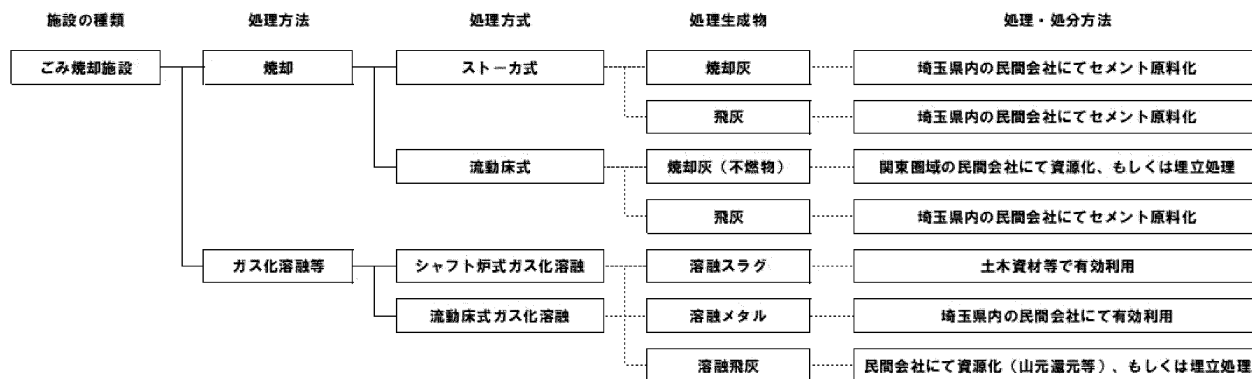 施設の種類 処理方法 処理方式 処理生成物 処理・処分方法
ごみ焼却施設 焼却 ストーカ式 焼却灰 埼玉県内の民間会社にてセメント原料化
飛灰 埼玉県内の民間会社にてセメント原料化
流動床式 焼却灰（不燃物） 関東圏域の民間会社にて資源化、もしくは埋立処理
飛灰 埼玉県内の民間会社にてセメント原料化
ガス化溶融等 シャフト炉式ガス化溶融 溶融スラグ 土木資材等で有効利用
流動床式ガス化溶融 溶融メタル 埼玉県内の民間会社にて有効利用
溶融飛灰 民間会社にて資源化（山元還元等）、もしくは埋立処理